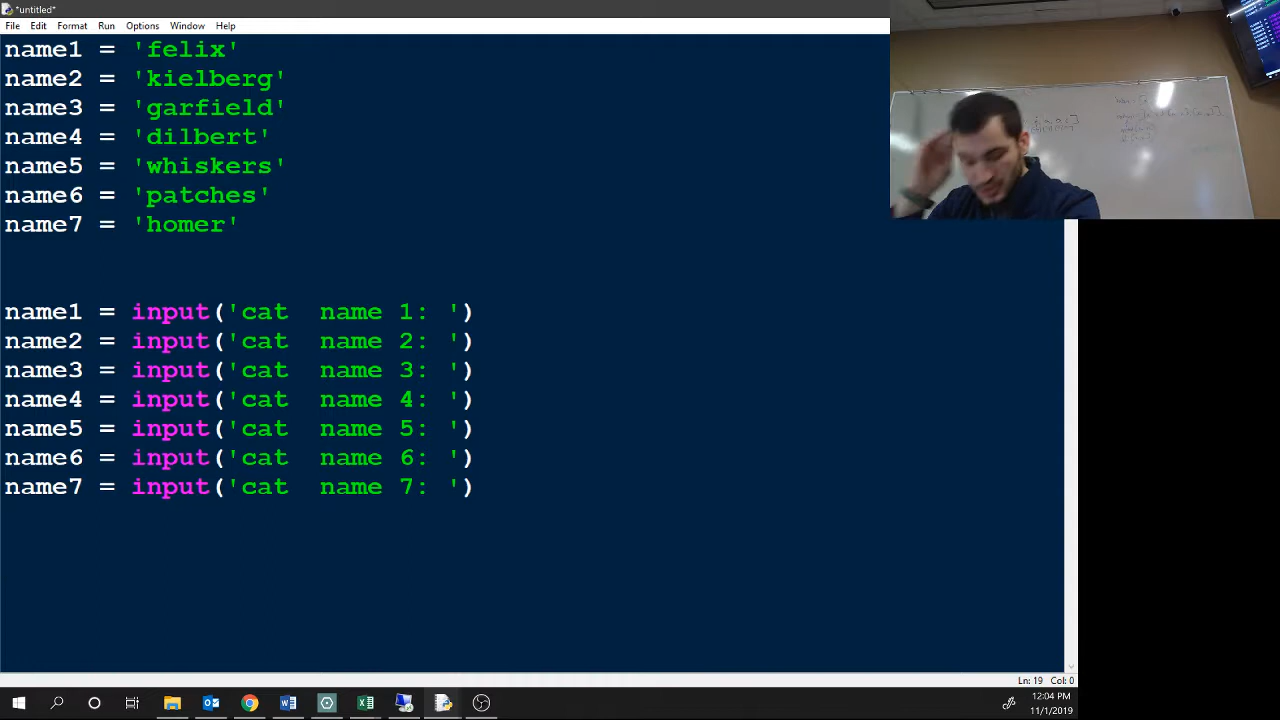 *untitled*
File Edit Format Run Options Window Help
name1 = 'felix'
name2 = 'kielberg'
name3 = 'garfield'
name4 = 'dilbert'
name5 = 'whiskers'
name6 = 'patches'
name7 = 'homer'
name1 = input('cat  name 1: ')
name2 = input('cat  name 2: ')
name3 = input('cat  name 3: ')
name4 = input('cat  name 4: ')
name5 = input('cat  name 5: ')
name6 = input('cat  name 6: ')
name7 = input('cat  name 7: ')
Ln: 19 Col: 0
12:04 PM
11/1/2019